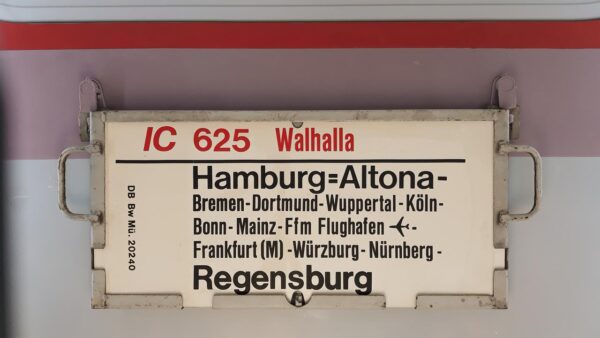 IC 625 Walhalla
Hamburg=Altona-
Bremen-Dortmund-Wuppertal-Köln-
Bonn-Mainz-Ffm Flughafen ✈-
Frankfurt (M) -Würzburg- Nürnberg-
Regensburg
DB Bw Mü. 20240